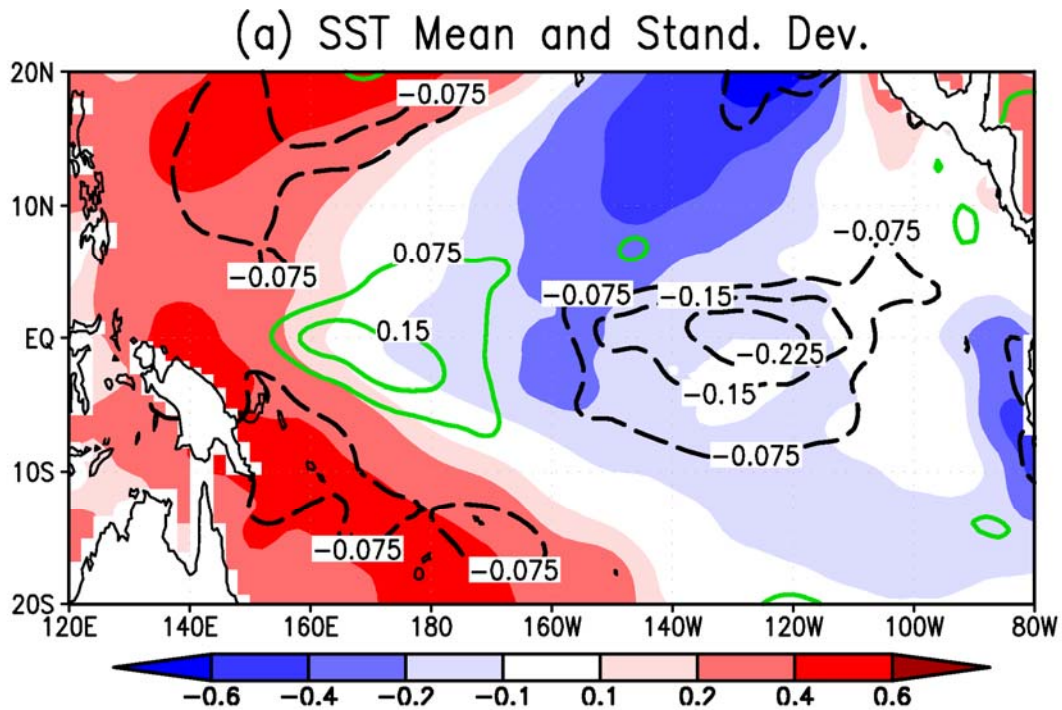 (a) SST Mean and Stand. Dev.
20N
-0.075
10N
-0.075
0.075
-0.075
-0.075
-0.15
EQ
0.15
-0.225
-0.15
10S
-0.075
-0.075
-0.075
20S
120E 140E 160E 180 160W 140W 120W 100W 80W
-0.6 -0.4 -0.2 -0.1 0.1 0.2 0.4 0.6